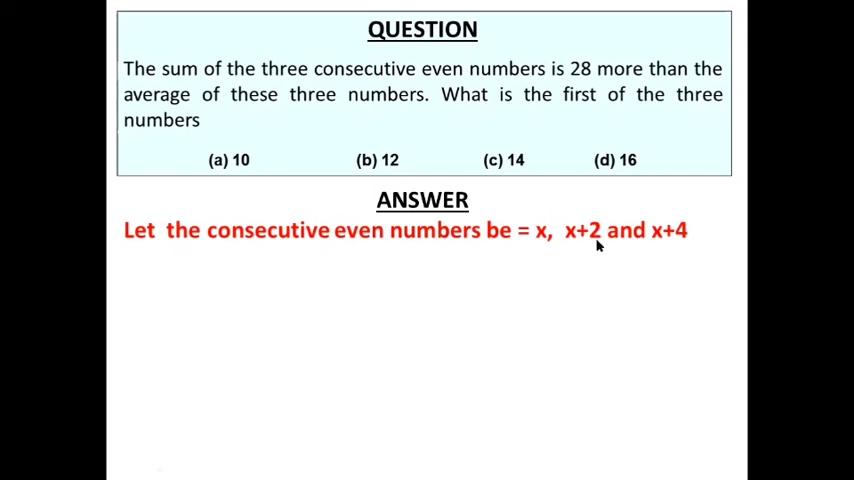 QUESTION
The sum of the three consecutive even numbers is 28 more than the
average of these three numbers. What is the first of the three
numbers
(a) 10 (b) 12 (c) 14 (d) 16
ANSWER
Let the consecutive even numbers be = x, x+2 and x+4